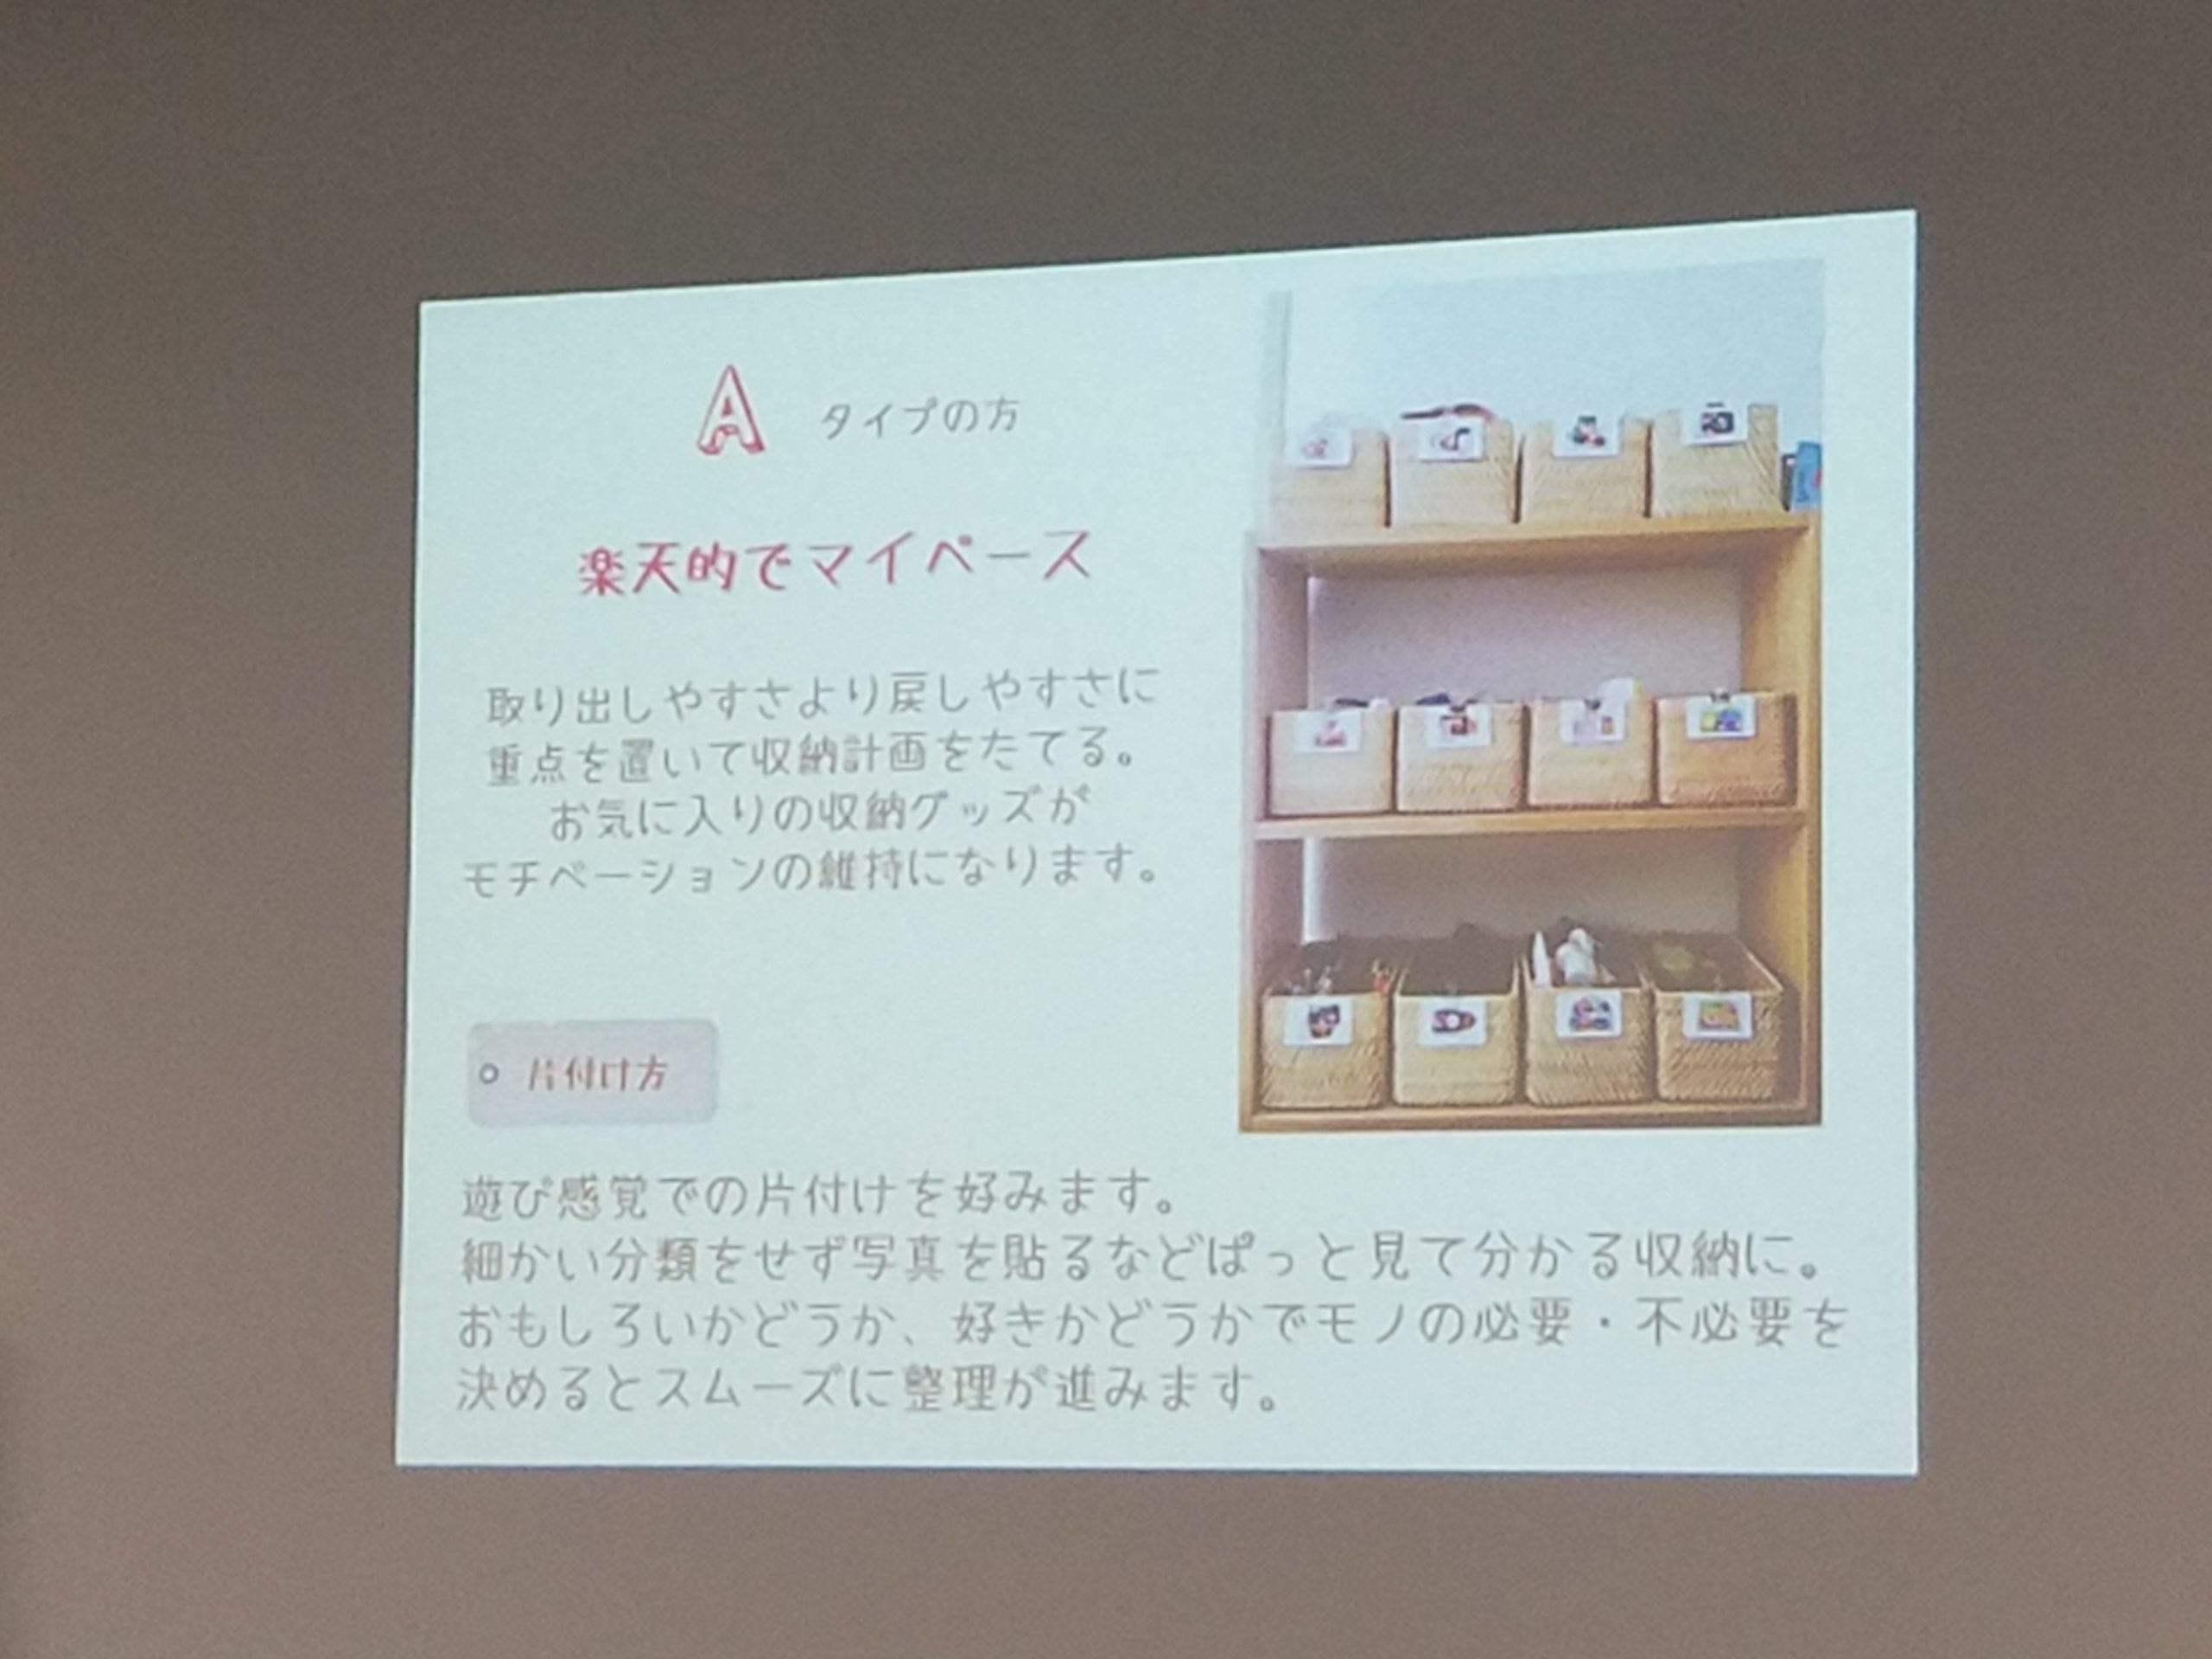 A タイプの方
楽天的でマイペース
取り出しやすさより戻しやすさに
重点を置いて収納計画をたてる。
お気に入りの収納グッズが
モチベーションの維持になります。
○ 片付け方
遊び感覚での片付けを好みます。
細かい分類をせず写真を貼るなどぱっと見て分かる収納に。
おもしろいかどうか、好きかどうかでモノの必要・不必要を
決めるとスムーズに整理が進みます。